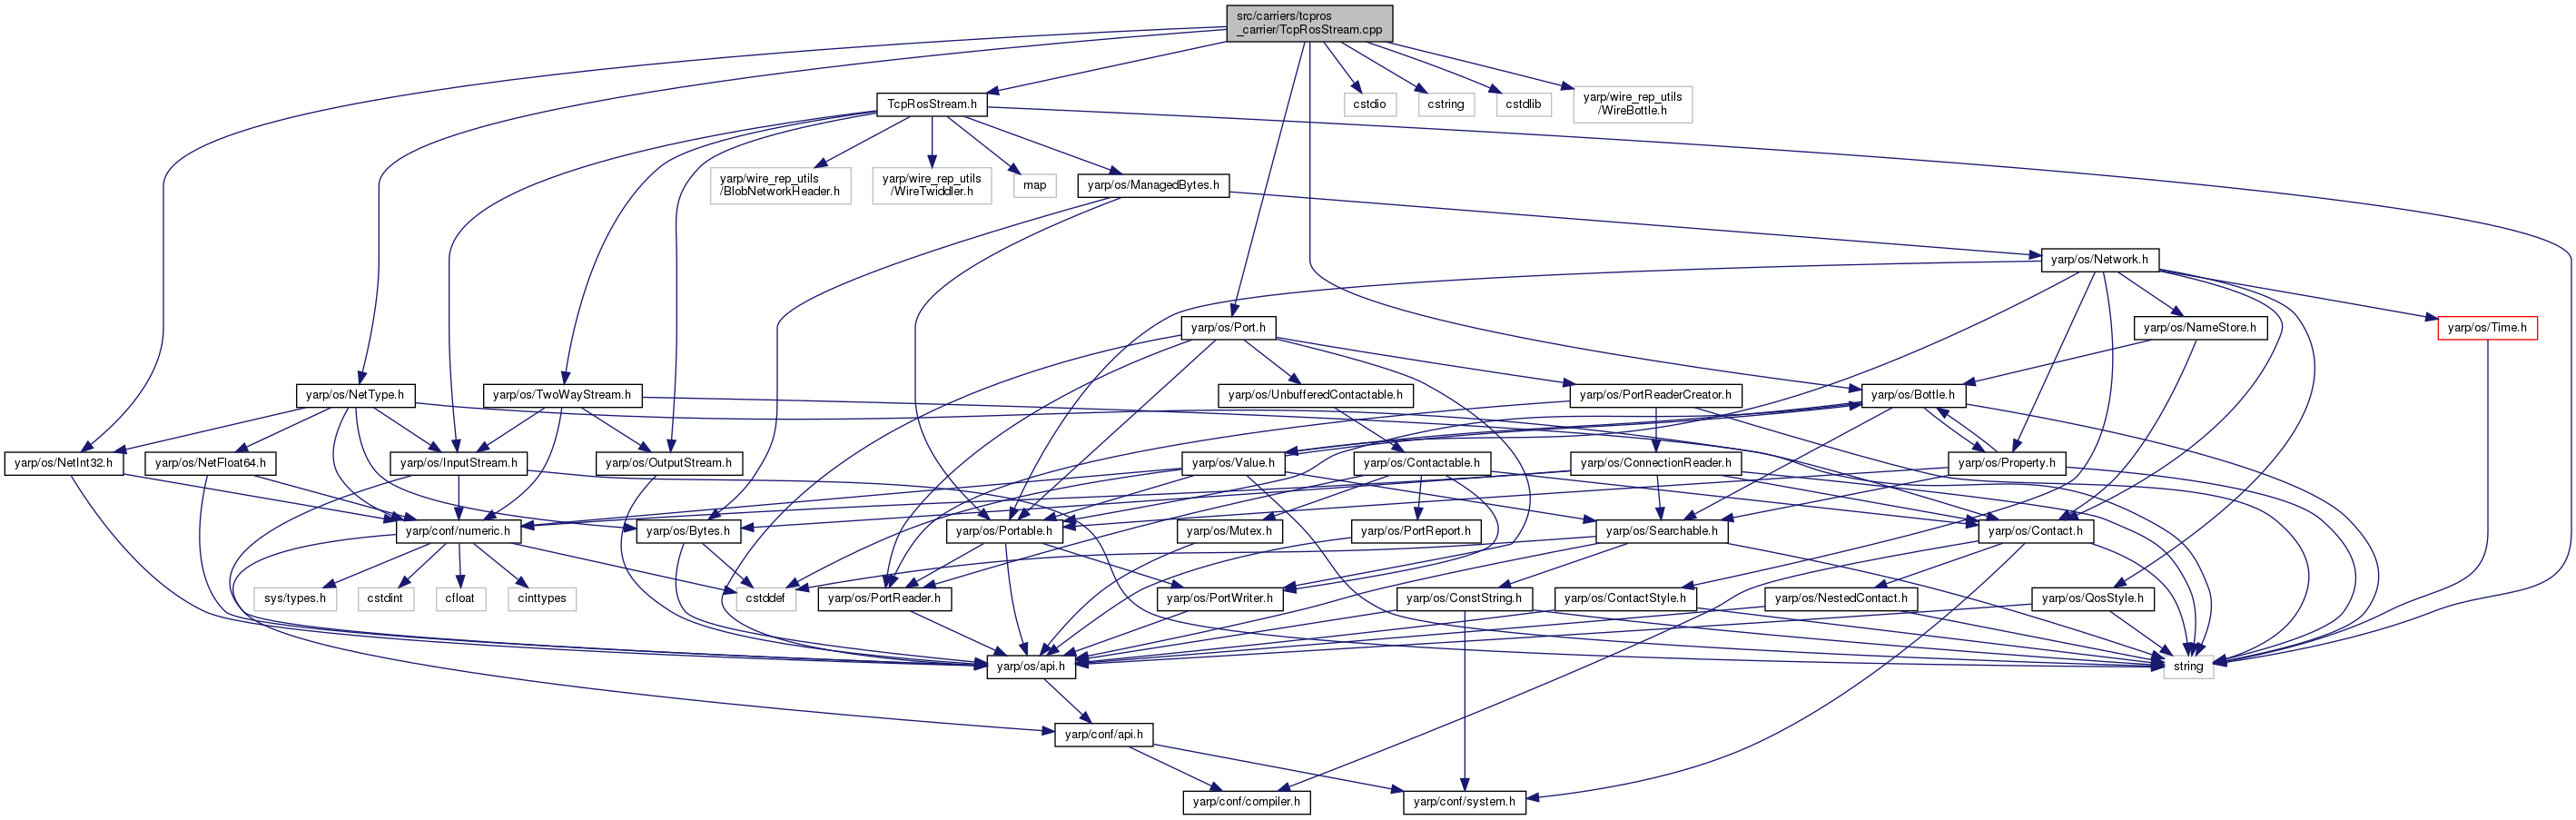 src/carriers/tcpros
_carrier/TcpRosStream.cpp
TcpRosStream.h
cstdio
cstring
cstdlib
yarp/wire_rep_utils
/WireBottle.h
yarp/wire_rep_utils
/BlobNetworkHeader.h
yarp/wire_rep_utils
/WireTwiddler.h
map
yarp/os/ManagedBytes.h
yarp/os/Network.h
yarp/os/Port.h
yarp/os/NameStore.h
yarp/os/Time.h
yarp/os/NetType.h
yarp/os/TwoWayStream.h
yarp/os/UnbufferedContactable.h
yarp/os/PortReaderCreator.h
yarp/os/Bottle.h
yarp/os/NetInt32.h
yarp/os/NetFloat64.h
yarp/os/InputStream.h
yarp/os/OutputStream.h
yarp/os/Value.h
yarp/os/Contactable.h
yarp/os/ConnectionReader.h
yarp/os/Property.h
yarp/conf/numeric.h
yarp/os/Bytes.h
yarp/os/Portable.h
yarp/os/Mutex.h
yarp/os/PortReport.h
yarp/os/Searchable.h
yarp/os/Contact.h
sys/types.h
cstdint
cfloat
cinttypes
cstddef
yarp/os/PortReader.h
yarp/os/PortWriter.h
yarp/os/ConstString.h
yarp/os/ContactStyle.h
yarp/os/NestedContact.h
yarp/os/QosStyle.h
yarp/os/api.h
string
yarp/conf/api.h
yarp/conf/compiler.h
yarp/conf/system.h